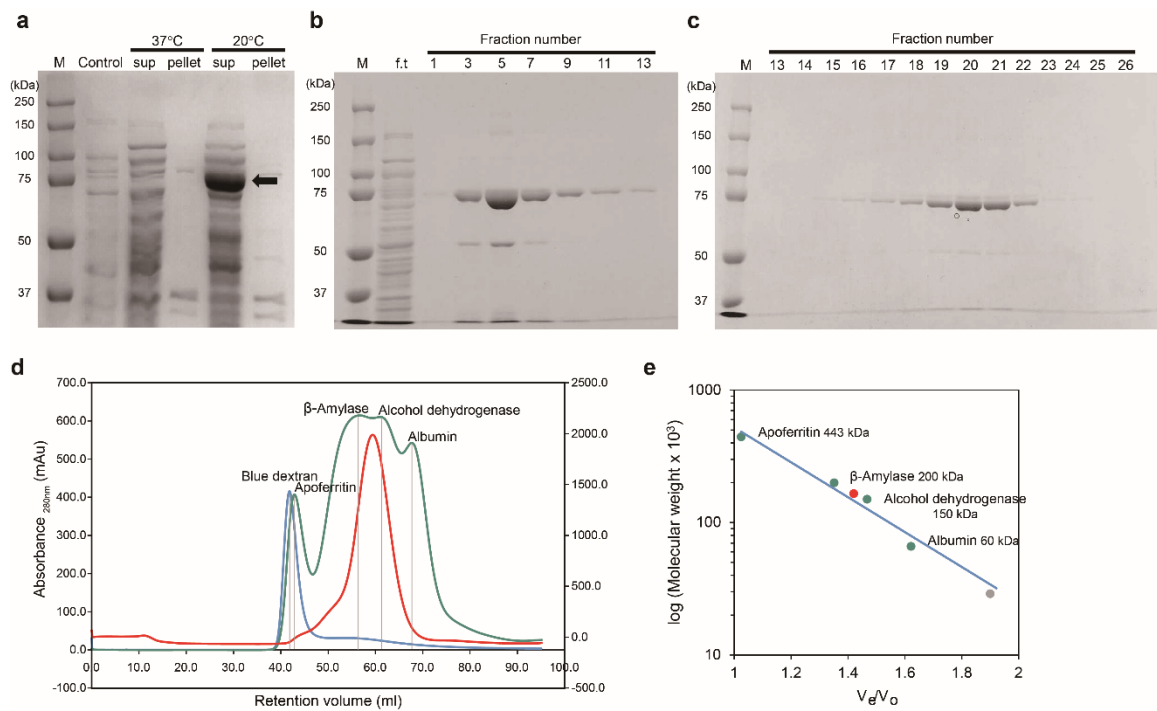 a
37°C 20°C
M Control sup pellet sup pellet
(kDa)
250
150
100
75
50
37
b
Fraction number
M f.t 1 3 5 7 9 11 13
(kDa)
250
150
100
75
50
37
c
Fraction number
M 13 14 15 16 17 18 19 20 21 22 23 24 25 26
(kDa)
250
150
100
75
50
37
d
700.0
600.0
500.0
400.0
300.0
200.0
100.0
0.0
-100.0
Absorbance 280nm (mAu)
2500.0
2000.0
1500.0
1000.0
500.0
0.0
-500.0
β-Amylase
Alcohol dehydrogenase
Albumin
Blue dextran
Apoferritin
0.0 10.0 20.0 30.0 40.0 50.0 60.0 70.0 80.0 90.0 100.0
Retention volume (ml)
e
1000
100
10
log (Molecular weight x 10³)
Apoferritin 443 kDa
β-Amylase 200 kDa
Alcohol dehydrogenase
150 kDa
Albumin 60 kDa
1 1.2 1.4 1.6 1.8 2
Ve/Vo